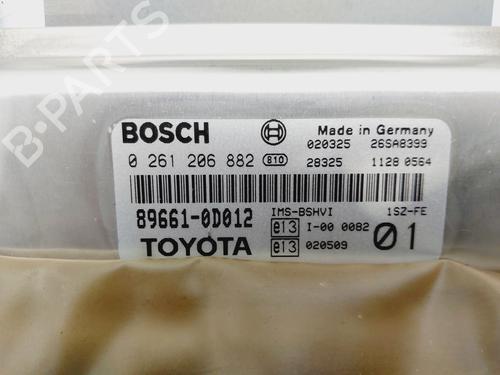 BOSCH Made in Germany
020325 26SA8399
0 261 206 882 810 28325 1128 0564
89661-0D012 IMS-BSHVI 1SZ-FE
e13 I-00 0082
TOYOTA e13 020509 01
B-PARTS